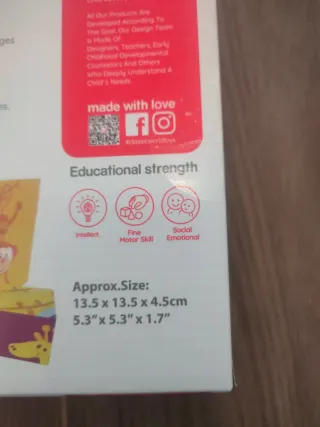 All Our Products Are
Developed According To
This Goal. Our Design Team
Is Made Of
Designers, Teachers, Early
Childhood Developmental
Counselors And Others
Who Deeply Understand A
Child's Needs.
made with love
Educational strength
Intellect
Fine
Motor Skill
Social
Emotional
Approx.Size:
13.5 x 13.5 x 4.5cm
5.3" x 5.3" x 1.7"